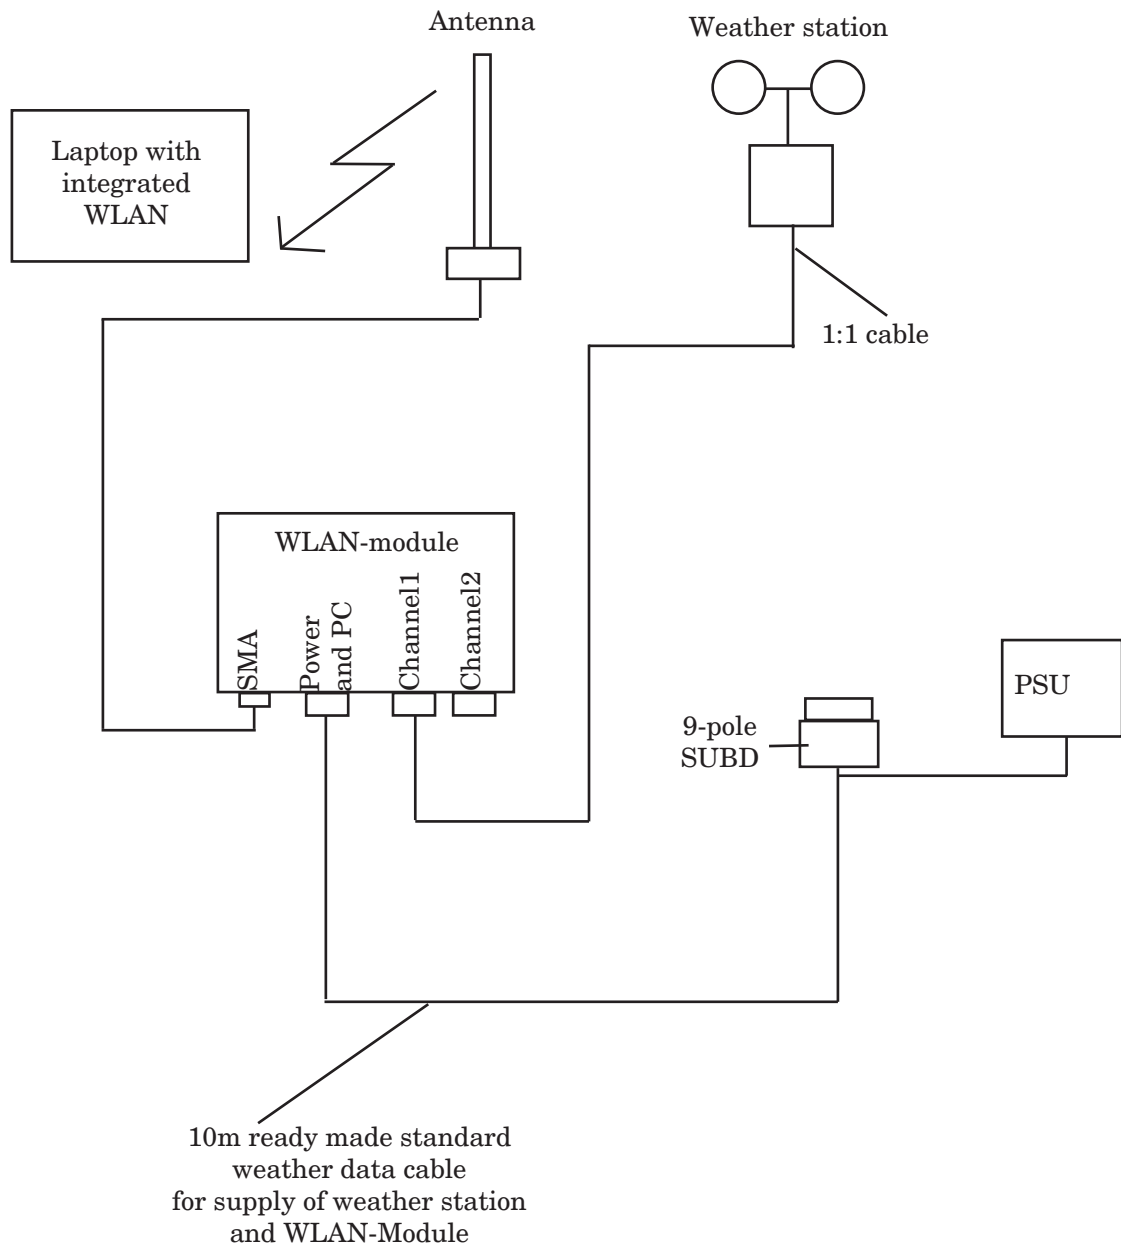 Antenna
Weather station
Laptop with
integrated
WLAN
1:1 cable
WLAN-module
SMA
Power
and PC
Channel1
Channel2
PSU
9-pole
SUBD
10m ready made standard
weather data cable
for supply of weather station
and WLAN-Module